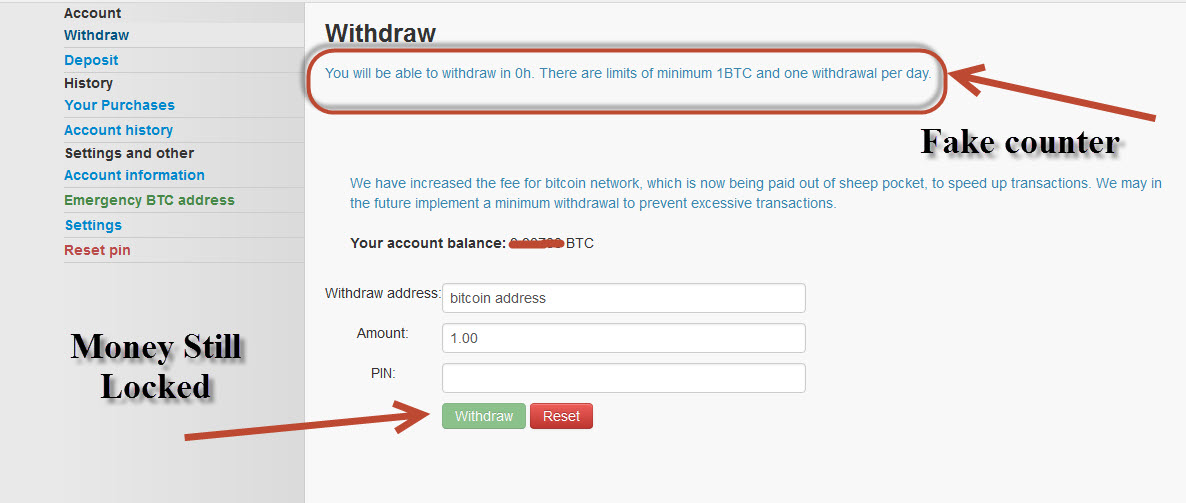 Account
Withdraw
Deposit
History
Your Purchases
Account history
Settings and other
Account information
Emergency BTC address
Settings
Reset pin
Money Still
Locked
Withdraw
You will be able to withdraw in 0h. There are limits of minimum 1BTC and one withdrawal per day.
Fake counter
We have increased the fee for bitcoin network, which is now being paid out of sheep pocket, to speed up transactions. We may in
the future implement a minimum withdrawal to prevent excessive transactions.
Your account balance: BTC
Withdraw address: bitcoin address
Amount: 1.00
PIN:
Withdraw Reset